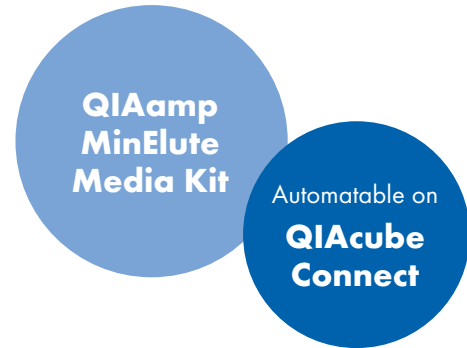 QIAamp
MinElute
Media Kit
Automatable on
QIAcube
Connect